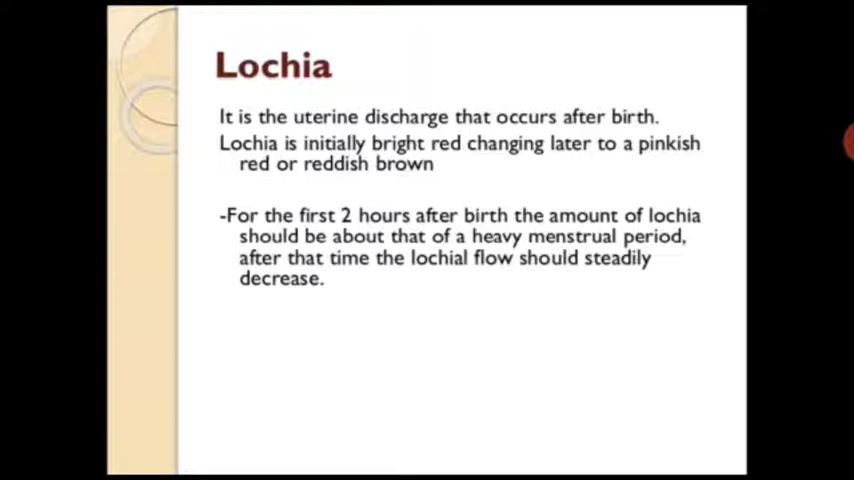 Lochia
It is the uterine discharge that occurs after birth.
Lochia is initially bright red changing later to a pinkish
red or reddish brown
-For the first 2 hours after birth the amount of lochia
should be about that of a heavy menstrual period,
after that time the lochial flow should steadily
decrease.